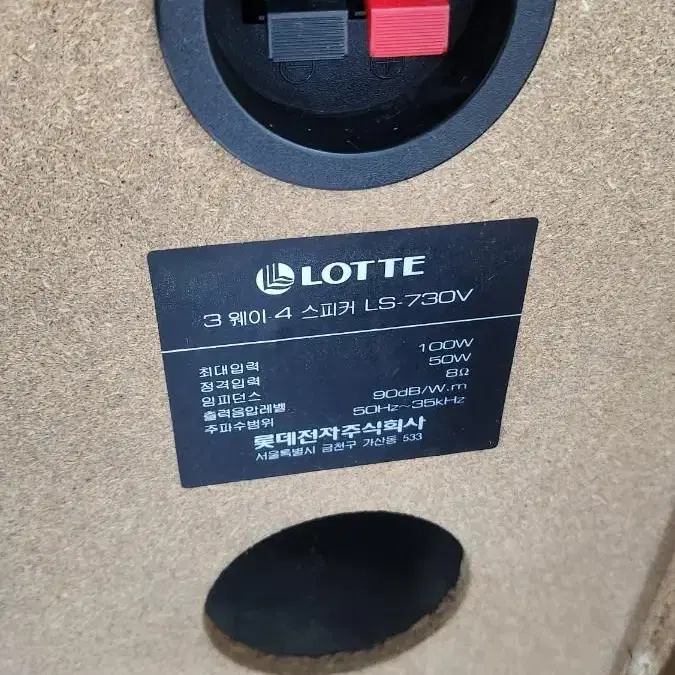 LOTTE
3 웨이-4 스피커 LS-730V
최대입력 100W
정격입력 50W
임피던스 8Ω
출력음압레벨 90dB/W.m
주파수범위 50Hz~35kHz
롯데전자주식회사
서울특별시 금천구 가산동 533